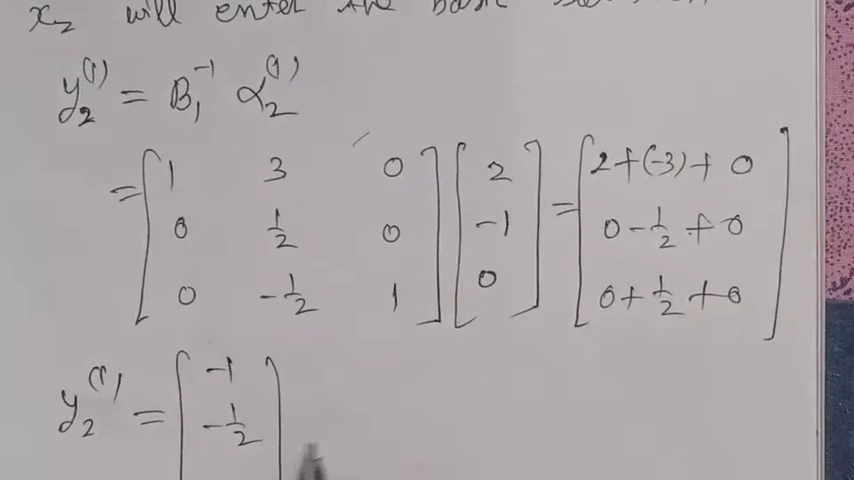 x₂ will enter the basic
y₂⁽¹⁾ = B₁⁻¹ α₂⁽¹⁾
= [1 3 0] [2] = [2+(-3)+0]
[0 1/2 0] [-1] [0-1/2+0]
[0 -1/2 1] [0] [0+1/2+0]
y₂⁽¹⁾ = [-1]
[-1/2]